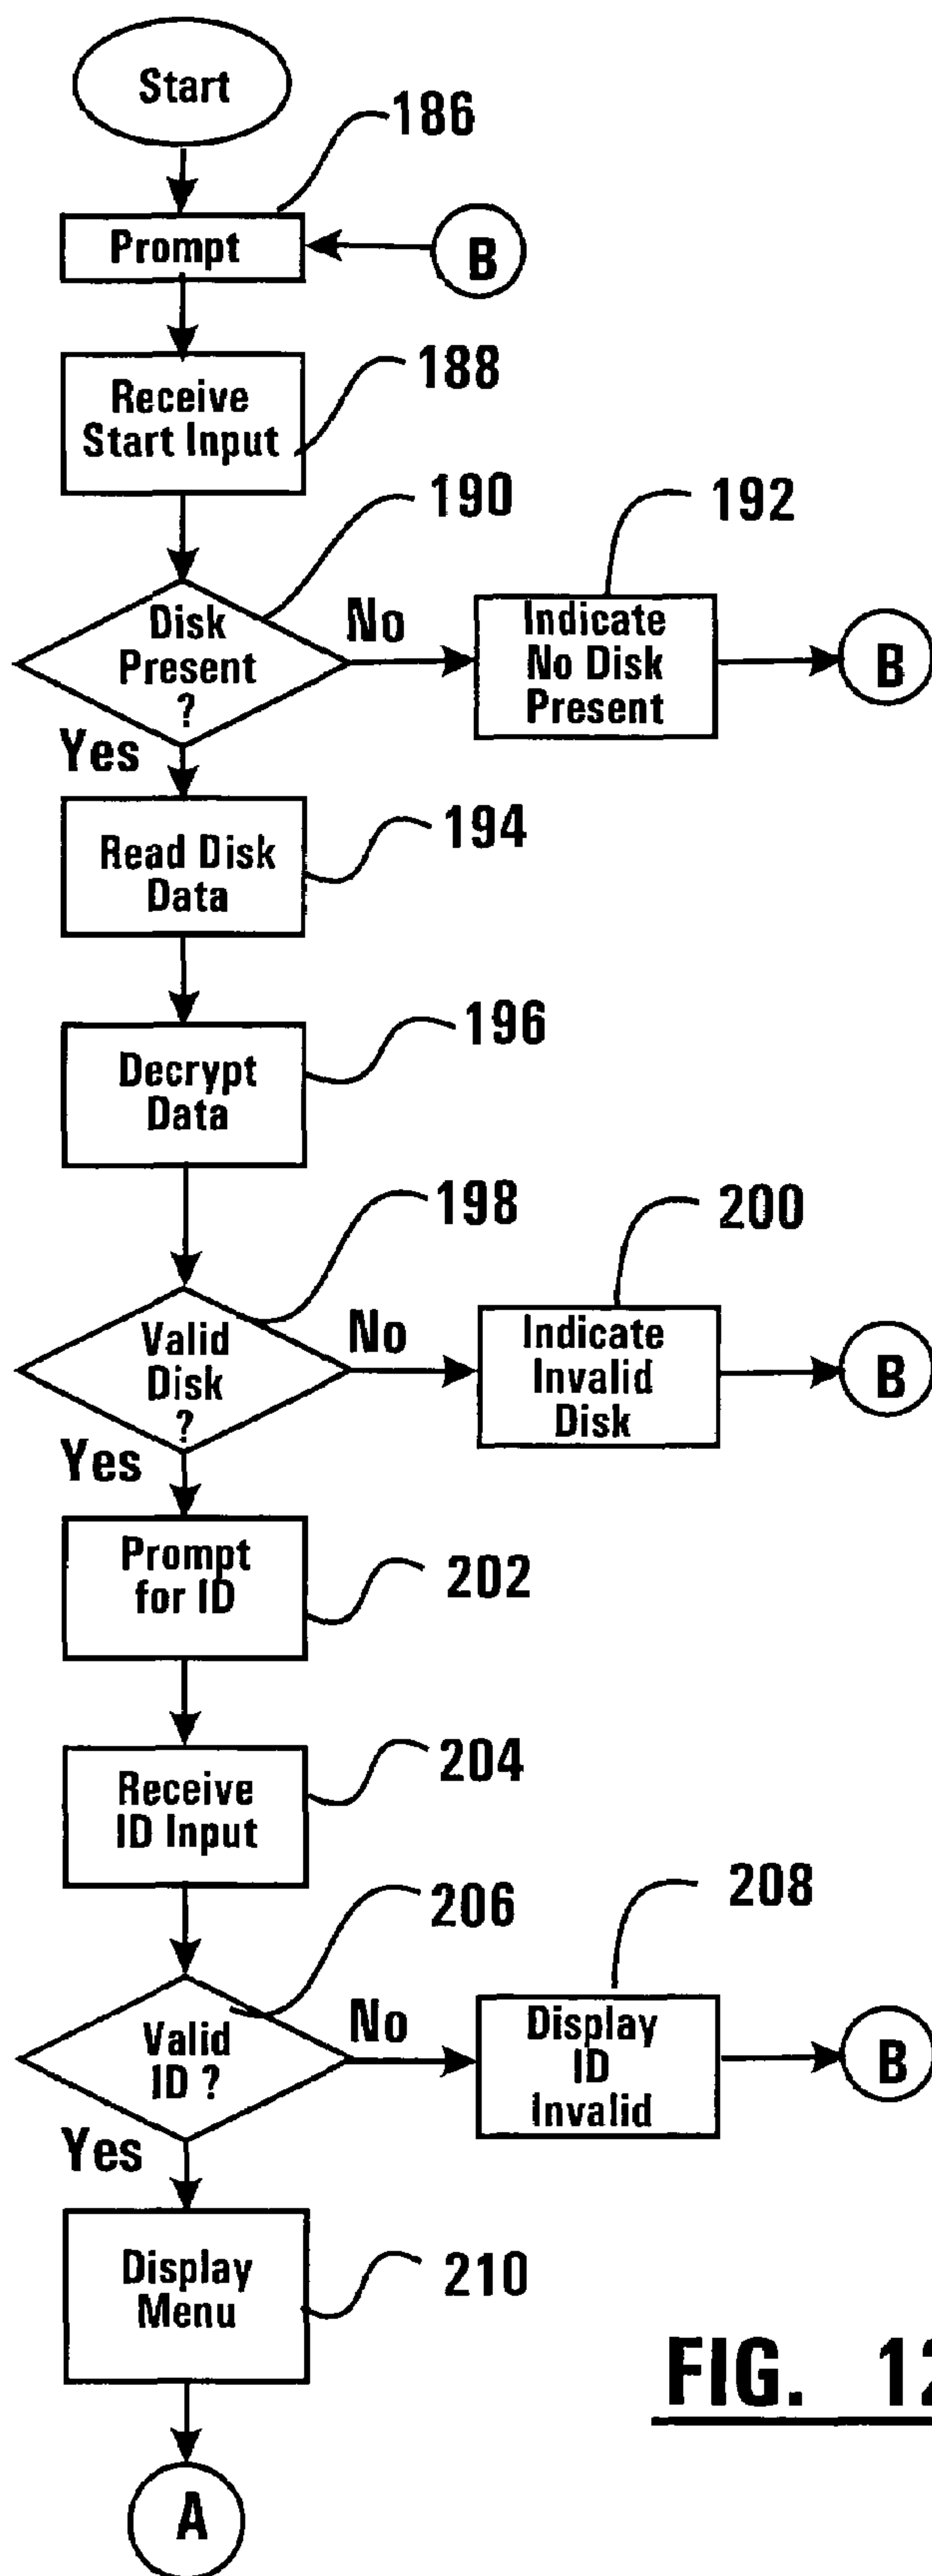 Start
186
Prompt
B
188
Receive
Start Input
190
192
Disk
Present
?
No
Indicate
No Disk
Present
B
Yes
194
Read Disk
Data
196
Decrypt
Data
198
200
Valid
Disk
?
No
Indicate
Invalid
Disk
B
Yes
Prompt
for ID
202
204
Receive
ID Input
206
208
Valid
ID ?
No
Display
ID
Invalid
B
Yes
Display
Menu
210
FIG. 12
A